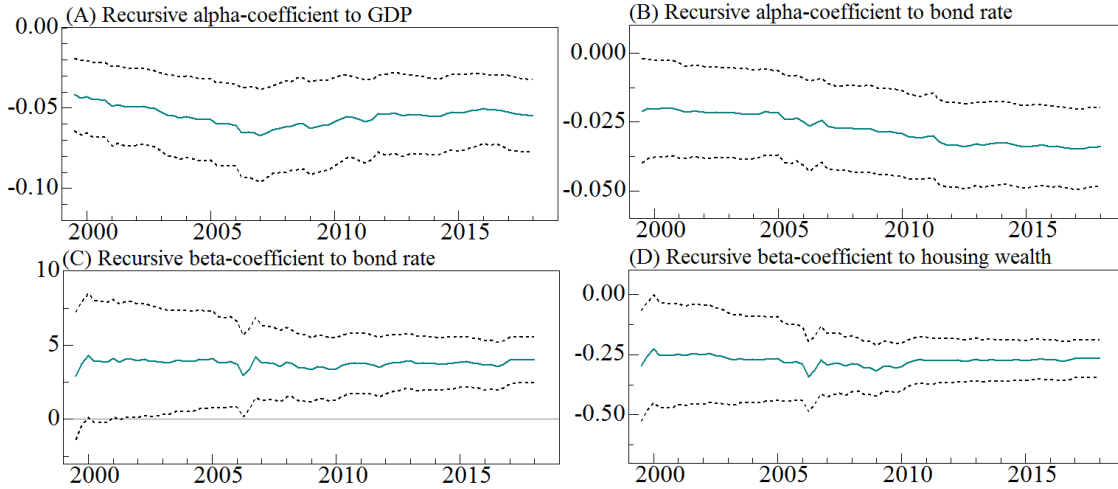 (A) Recursive alpha-coefficient to GDP
0.00
-0.05
-0.10
2000 2005 2010 2015
(B) Recursive alpha-coefficient to bond rate
0.000
-0.025
-0.050
2000 2005 2010 2015
(C) Recursive beta-coefficient to bond rate
10
5
0
2000 2005 2010 2015
(D) Recursive beta-coefficient to housing wealth
0.00
-0.25
-0.50
2000 2005 2010 2015